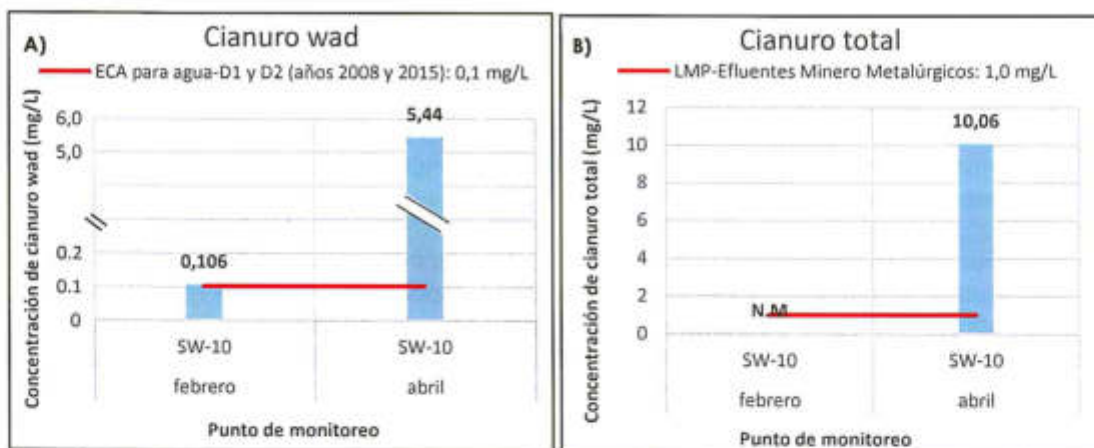 A)
Cianuro wad
ECA para agua-D1 y D2 (años 2008 y 2015): 0,1 mg/L
Concentración de cianuro wad (mg/L)
6,0
5,0
0.2
0.1
0
0,106
5,44
SW-10
SW-10
febrero
abril
Punto de monitoreo
B)
Cianuro total
LMP-Efluentes Minero Metalúrgicos: 1,0 mg/L
Concentración de cianuro total (mg/L)
12
10
8
6
4
2
0
N.M
10,06
SW-10
SW-10
febrero
abril
Punto de monitoreo